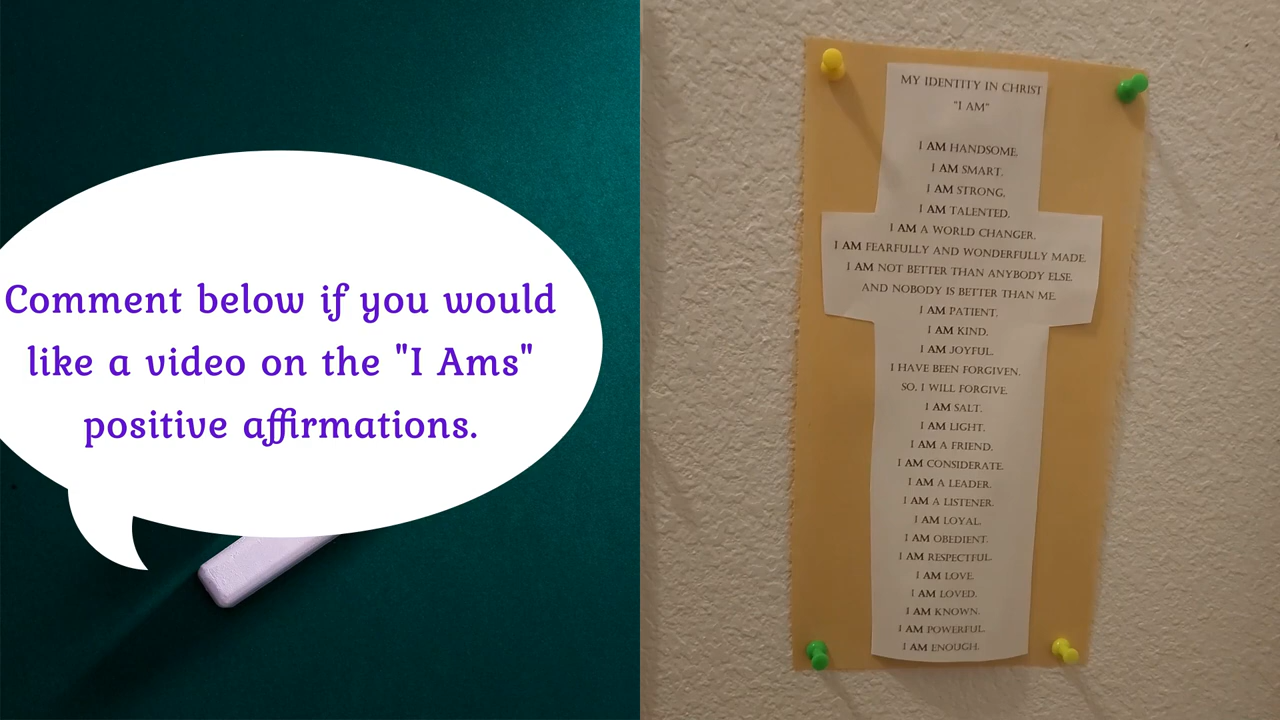 Comment below if you would
like a video on the "I Ams"
positive affirmations.
MY IDENTITY IN CHRIST
"I AM"
I AM HANDSOME.
I AM SMART.
I AM STRONG.
I AM TALENTED.
I AM A WORLD CHANGER.
I AM FEARFULLY AND WONDERFULLY MADE.
I AM NOT BETTER THAN ANYBODY ELSE.
AND NOBODY IS BETTER THAN ME.
I AM PATIENT.
I AM KIND.
I AM JOYFUL.
I HAVE BEEN FORGIVEN.
SO, I WILL FORGIVE.
I AM SALT.
I AM LIGHT.
I AM A FRIEND.
I AM CONSIDERATE.
I AM A LEADER.
I AM A LISTENER.
I AM LOYAL.
I AM OBEDIENT.
I AM RESPECTFUL.
I AM LOVE.
I AM LOVED.
I AM KNOWN.
I AM POWERFUL.
I AM ENOUGH.